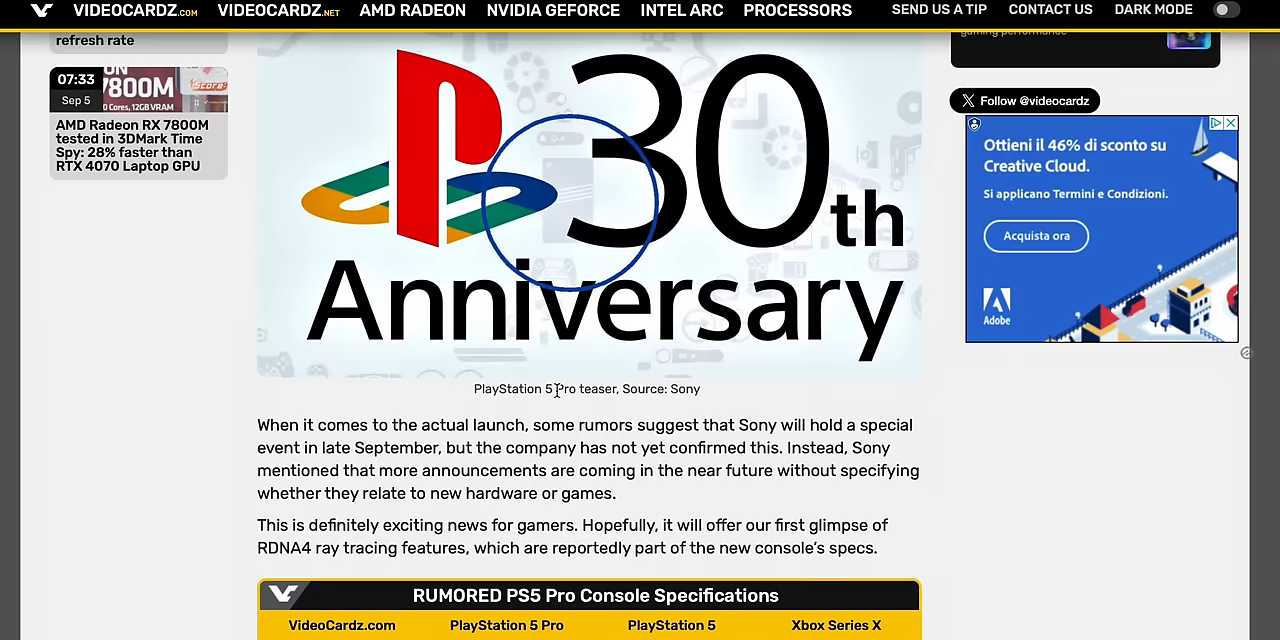 VIDEOCARDZ.COM VIDEOCARDZ.NET AMD RADEON NVIDIA GEFORCE INTEL ARC PROCESSORS SEND US A TIP CONTACT US DARK MODE
refresh rate
07:33
Sep 5
7800M
Cores, 12GB VRAM
AMD Radeon RX 7800M
tested in 3DMark Time
Spy: 28% faster than
RTX 4070 Laptop GPU
30th
Anniversary
PlayStation 5 Pro teaser, Source: Sony
When it comes to the actual launch, some rumors suggest that Sony will hold a special
event in late September, but the company has not yet confirmed this. Instead, Sony
mentioned that more announcements are coming in the near future without specifying
whether they relate to new hardware or games.
This is definitely exciting news for gamers. Hopefully, it will offer our first glimpse of
RDNA4 ray tracing features, which are reportedly part of the new console's specs.
RUMORED PS5 Pro Console Specifications
VideoCardz.com PlayStation 5 Pro PlayStation 5 Xbox Series X
gaming performance
Follow @videocardz
Ottieni il 46% di sconto su
Creative Cloud.
Si applicano Termini e Condizioni.
Acquista ora
Adobe